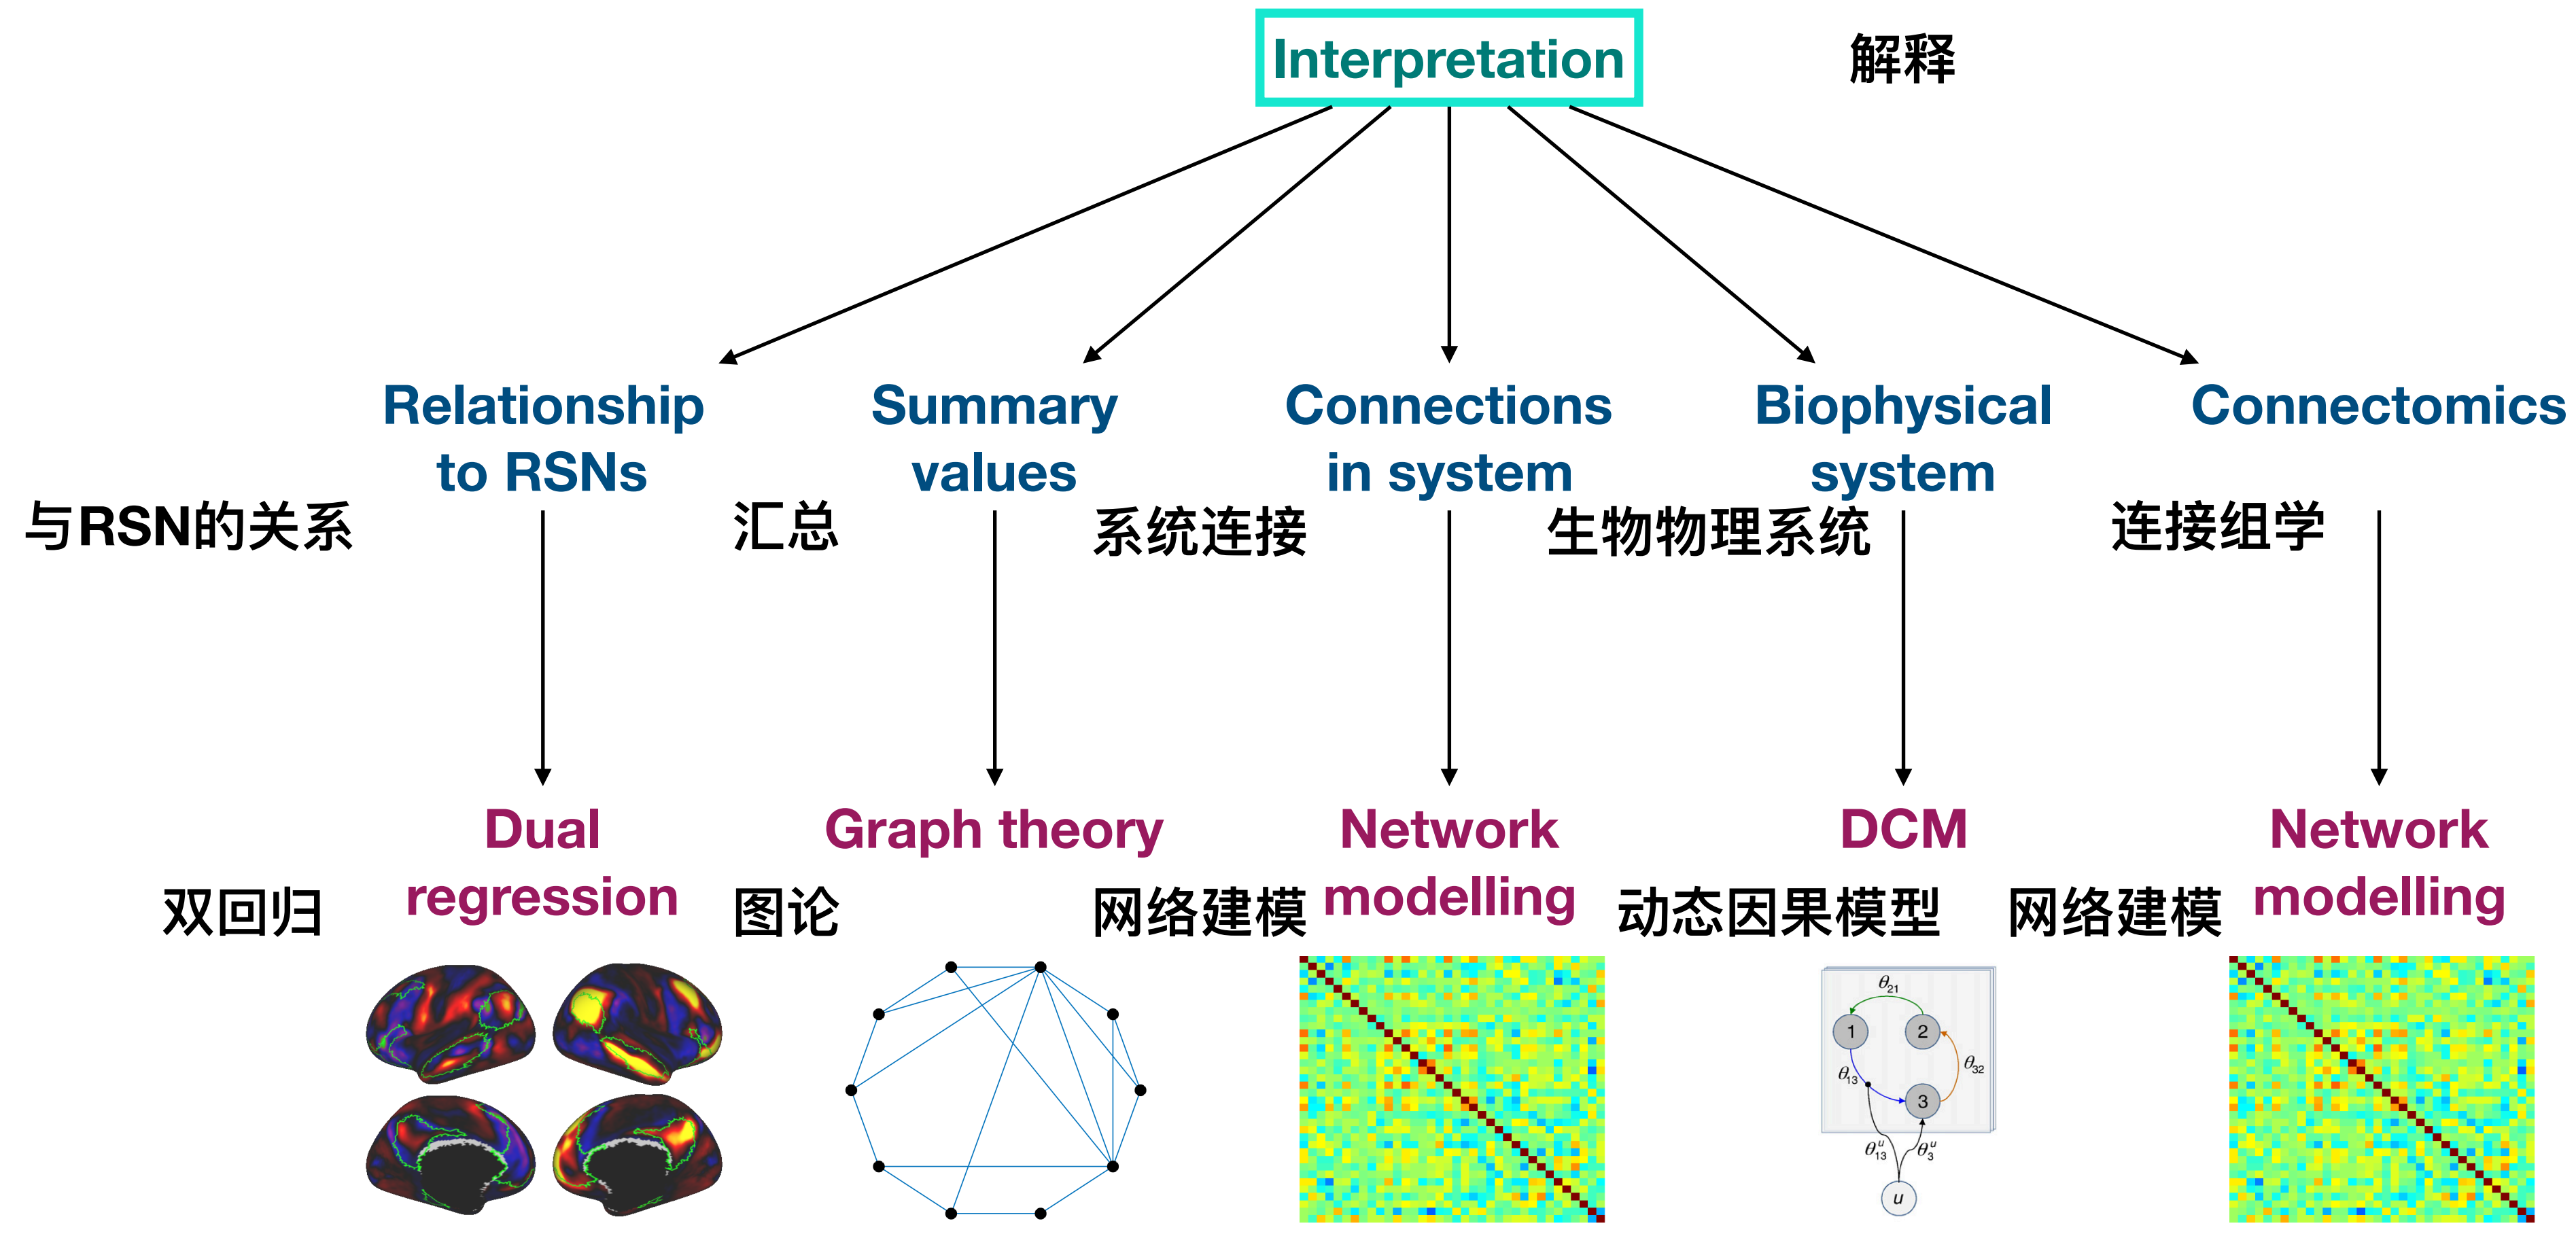 Interpretation
解释
Relationship
to RSNs
与RSN的关系
Summary
values
汇总
Connections
in system
系统连接
Biophysical
system
生物物理系统
Connectomics
连接组学
Dual
regression
双回归
Graph theory
图论
Network
modelling
网络建模
DCM
动态因果模型
Network
modelling
网络建模
θ21
1
2
θ13
θ32
3
θ13^u
θ3^u
u